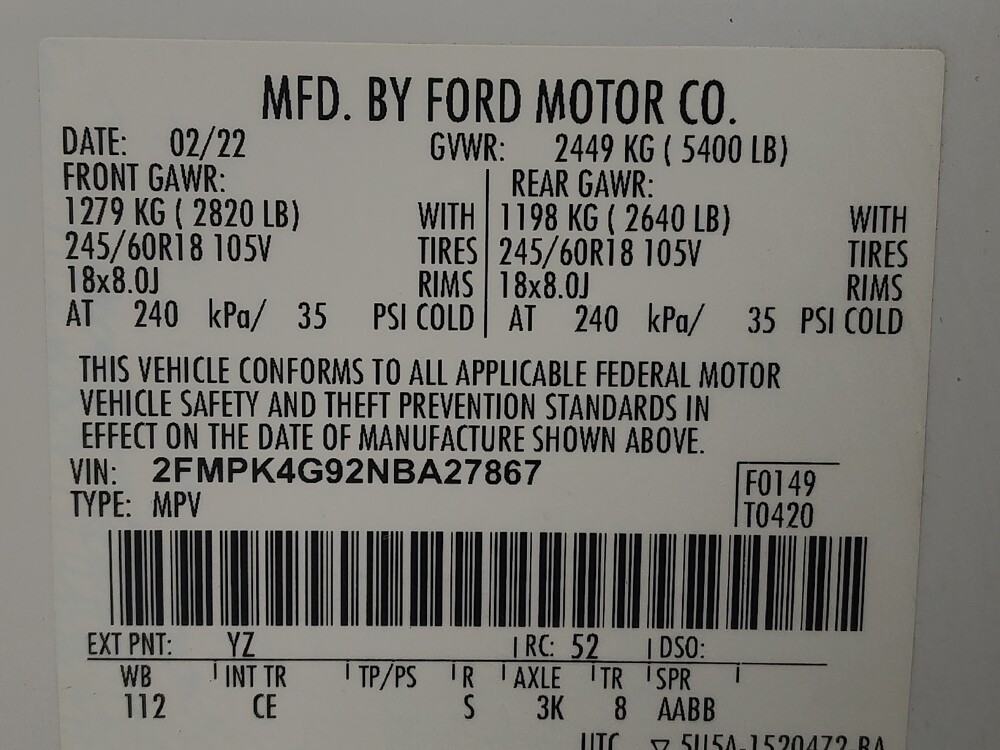 MFD. BY FORD MOTOR CO.
DATE: 02/22 GVWR: 2449 KG ( 5400 LB)
FRONT GAWR: REAR GAWR:
1279 KG ( 2820 LB) WITH 1198 KG ( 2640 LB) WITH
245/60R18 105V TIRES 245/60R18 105V TIRES
18x8.0J RIMS 18x8.0J RIMS
AT 240 kPa/ 35 PSI COLD AT 240 kPa/ 35 PSI COLD
THIS VEHICLE CONFORMS TO ALL APPLICABLE FEDERAL MOTOR
VEHICLE SAFETY AND THEFT PREVENTION STANDARDS IN
EFFECT ON THE DATE OF MANUFACTURE SHOWN ABOVE.
VIN: 2FMPK4G92NBA27867
F0149
TYPE: MPV
T0420
EXT PNT: YZ RC: 52 DSO:
WB INT TR TP/PS R AXLE TR SPR
112 CE S 3K 8 AABB
UTC ▽ 5U5A-1520472 BA